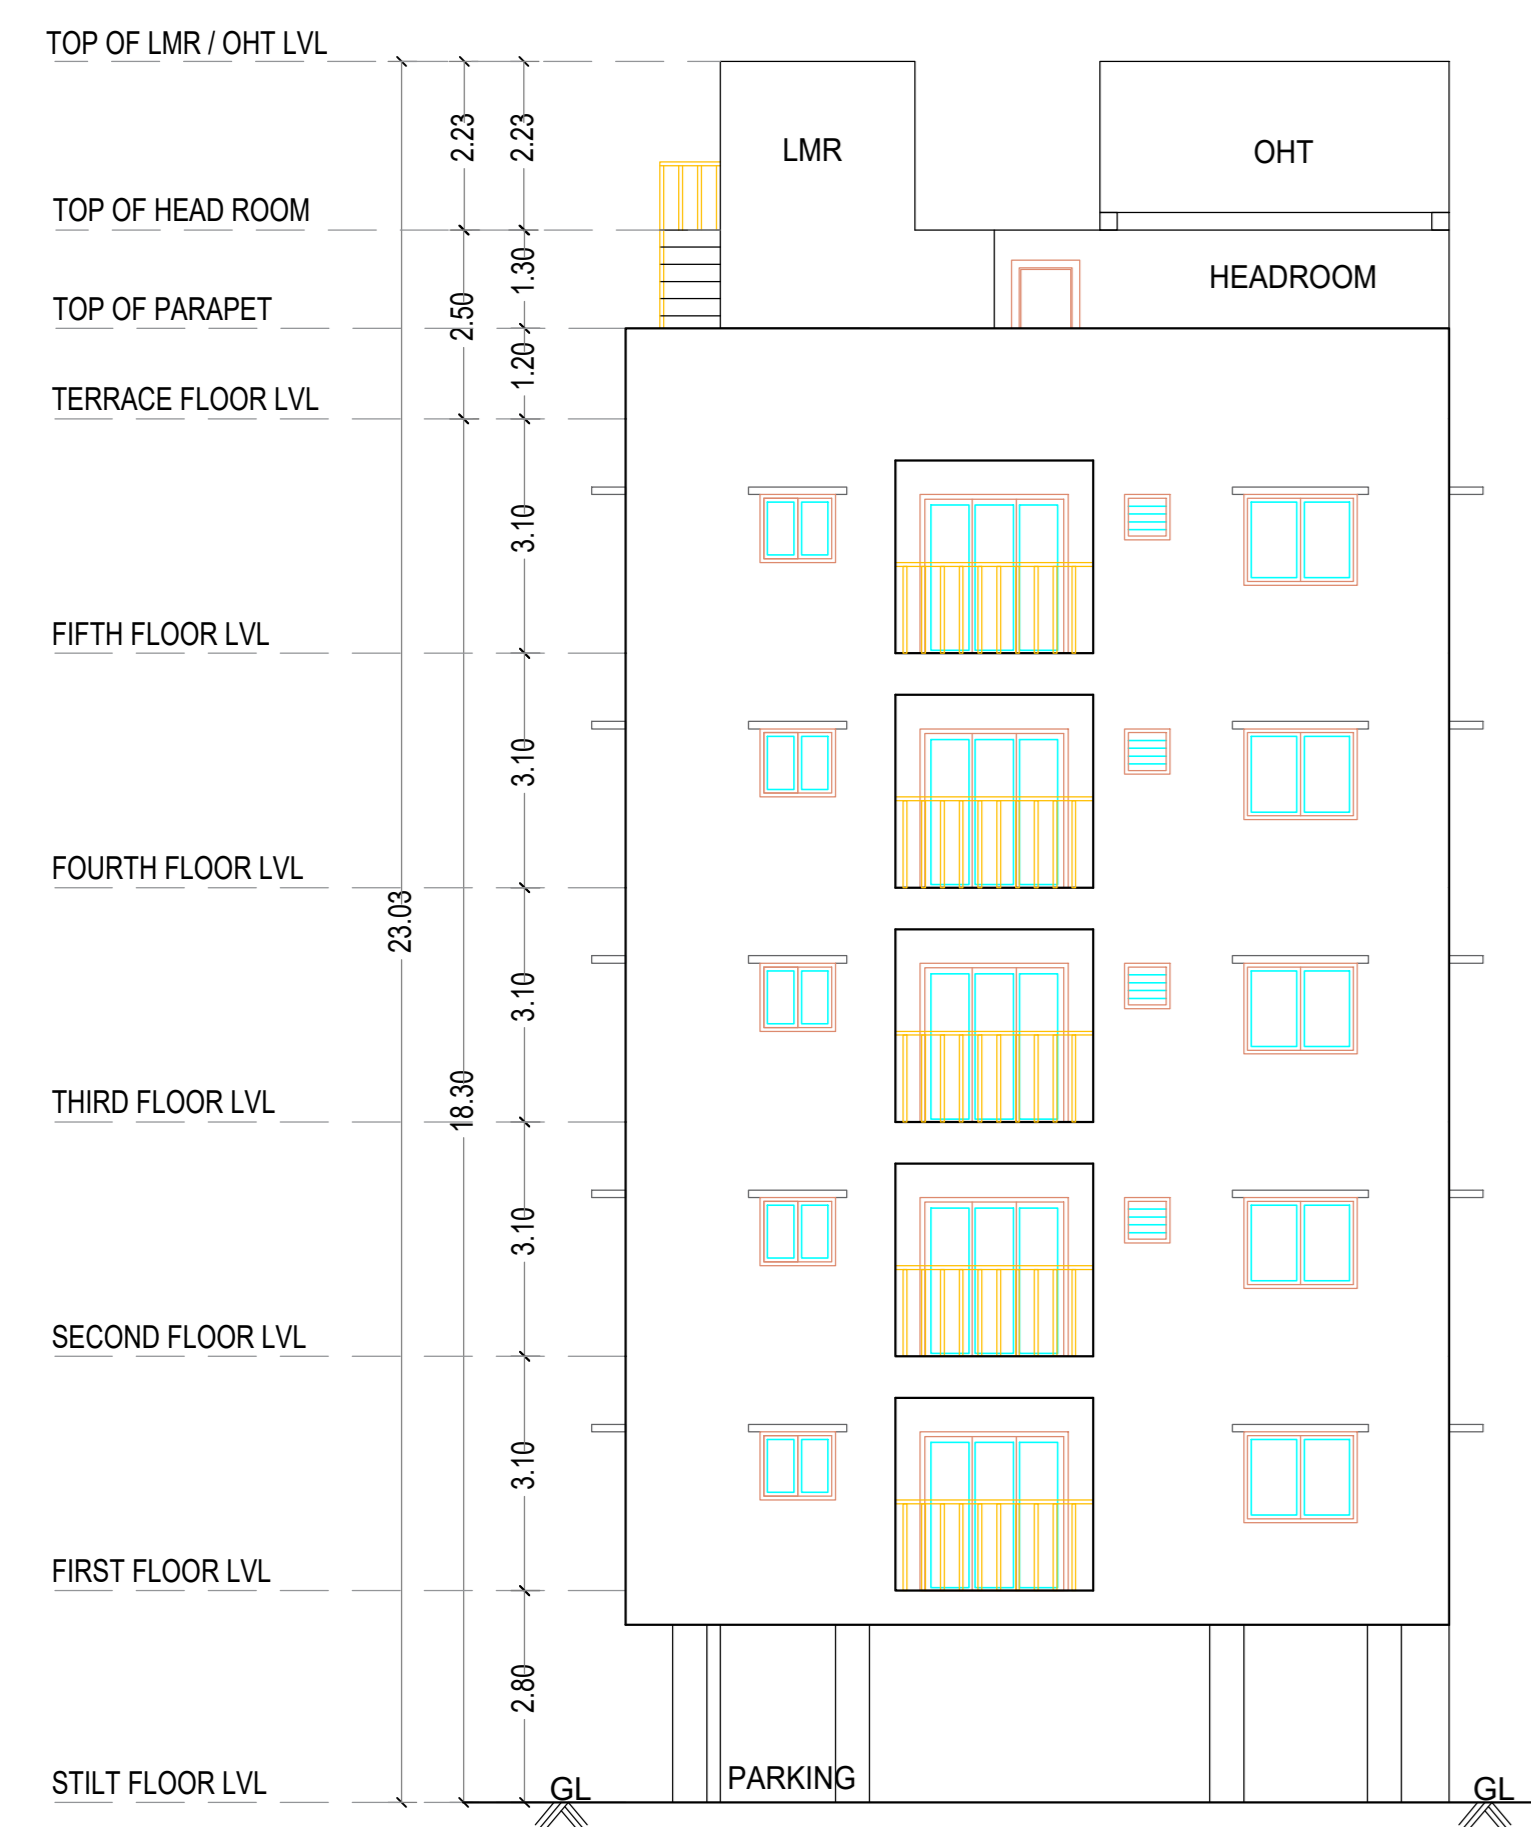 TOP OF LMR / OHT LVL
2.23
2.23
LMR
OHT
TOP OF HEAD ROOM
1.30
HEADROOM
TOP OF PARAPET
2.50
1.20
TERRACE FLOOR LVL
3.10
FIFTH FLOOR LVL
3.10
FOURTH FLOOR LVL
23.03
3.10
THIRD FLOOR LVL
18.30
3.10
SECOND FLOOR LVL
3.10
FIRST FLOOR LVL
2.80
STILT FLOOR LVL
GL
PARKING
GL